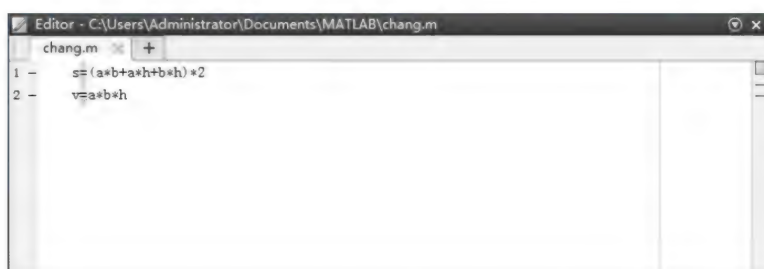 Editor - C:\Users\Administrator\Documents\MATLAB\chang.m
chang.m
1 - s=(a*b+a*h+b*h)*2
2 - v=a*b*h